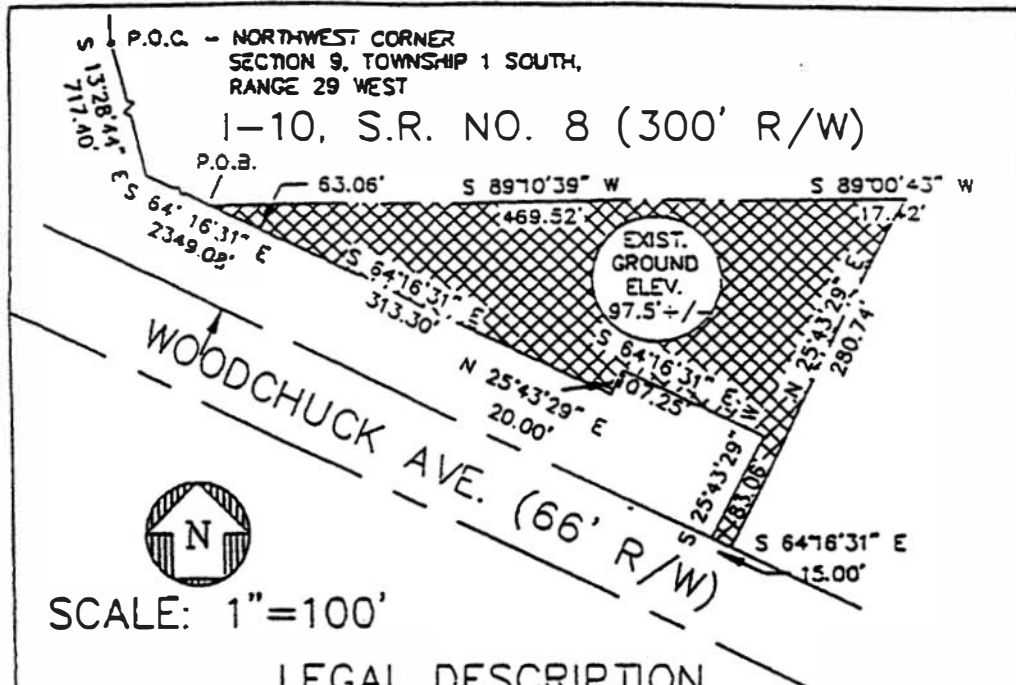 P.O.C. - NORTHWEST CORNER
SECTION 9, TOWNSHIP 1 SOUTH,
RANGE 29 WEST
S 13°28'44" E
717.40'
I-10, S.R. NO. 8 (300' R/W)
P.O.B.
63.06'
S 89°10'39" W
469.52'
S 89°00'43" W
17.42'
S 64°16'31" E
2349.08'
S 64°16'31" E
313.30'
EXIST.
GROUND
ELEV.
97.5'+/-
N 25°43'29" E
280.74'
S 64°16'31" E
107.25'
N 25°43'29" E
20.00'
WOODCHUCK AVE. (66' R/W)
S 25°43'29" W
83.06'
S 64°16'31" E
15.00'
N
SCALE: 1"=100'
LEGAL DESCRIPTION